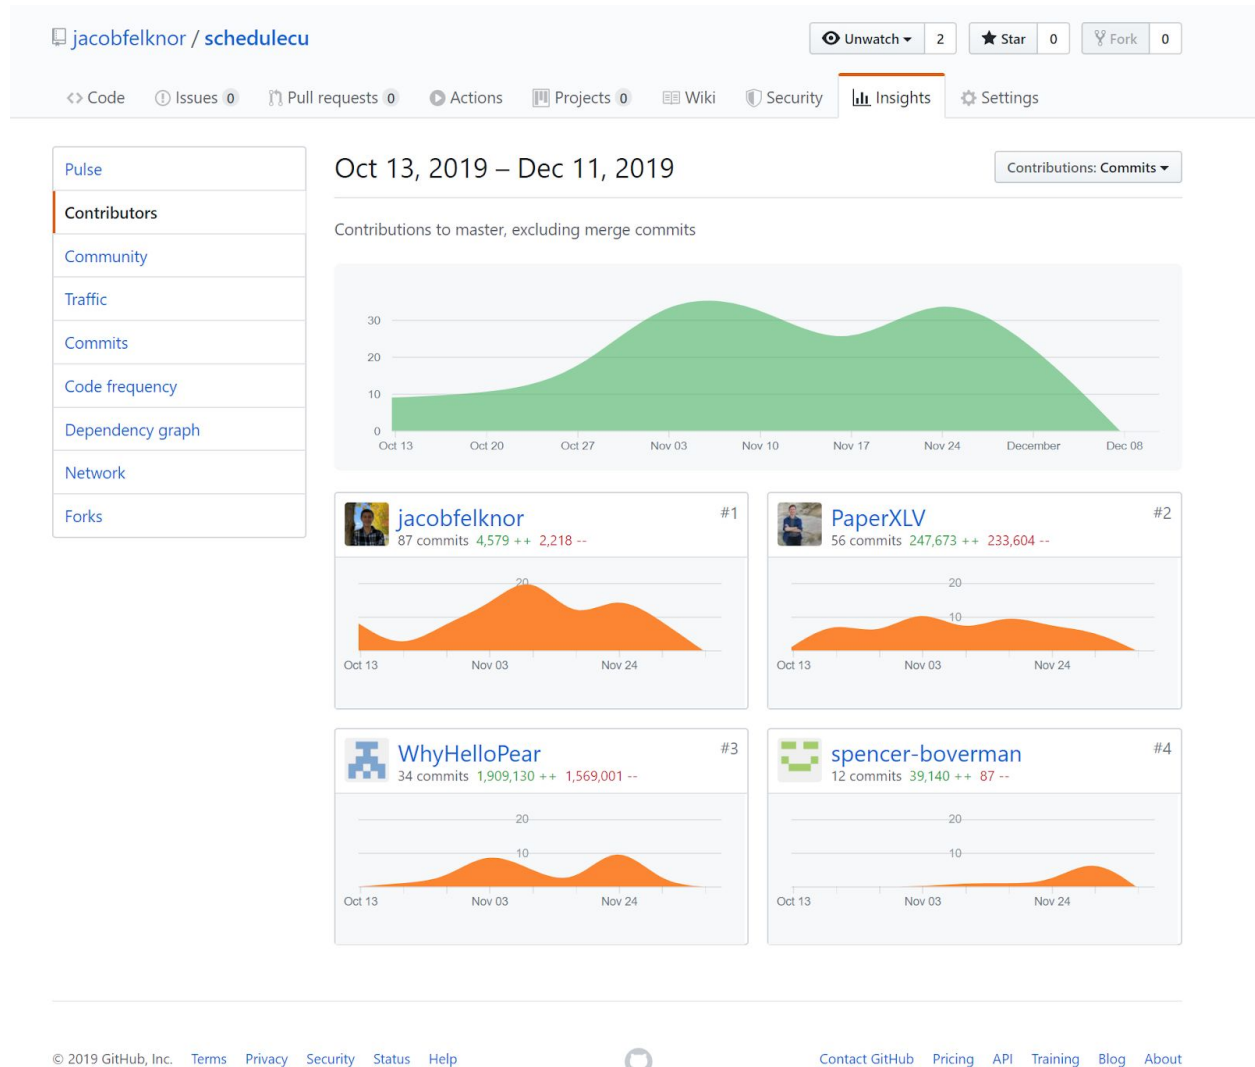 jacobfelknor / schedulecu
Unwatch 2 Star 0 Fork 0
Code Issues 0 Pull requests 0 Actions Projects 0 Wiki Security Insights Settings
Pulse
Contributors
Community
Traffic
Commits
Code frequency
Dependency graph
Network
Forks
Oct 13, 2019 – Dec 11, 2019
Contributions: Commits
Contributions to master, excluding merge commits
30
20
10
0
Oct 13 Oct 20 Oct 27 Nov 03 Nov 10 Nov 17 Nov 24 December Dec 08
jacobfelknor #1
87 commits 4,579 ++ 2,218 --
20
Oct 13 Nov 03 Nov 24
PaperXLV #2
56 commits 247,673 ++ 233,604 --
20
10
Oct 13 Nov 03 Nov 24
WhyHelloPear #3
34 commits 1,909,130 ++ 1,569,001 --
20
10
Oct 13 Nov 03 Nov 24
spencer-boverman #4
12 commits 39,140 ++ 87 --
20
10
Oct 13 Nov 03 Nov 24
© 2019 GitHub, Inc. Terms Privacy Security Status Help Contact GitHub Pricing API Training Blog About